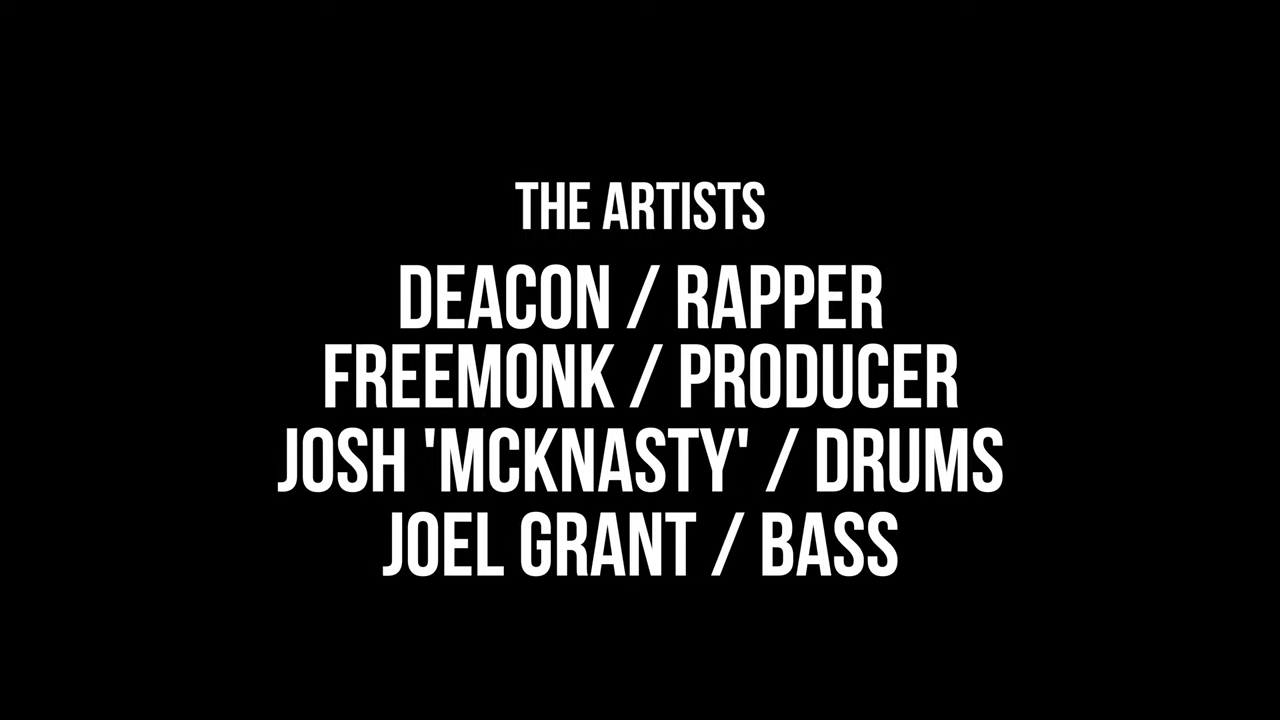 THE ARTISTS
DEACON / RAPPER
FREEMONK / PRODUCER
JOSH 'MCKNASTY' / DRUMS
JOEL GRANT / BASS